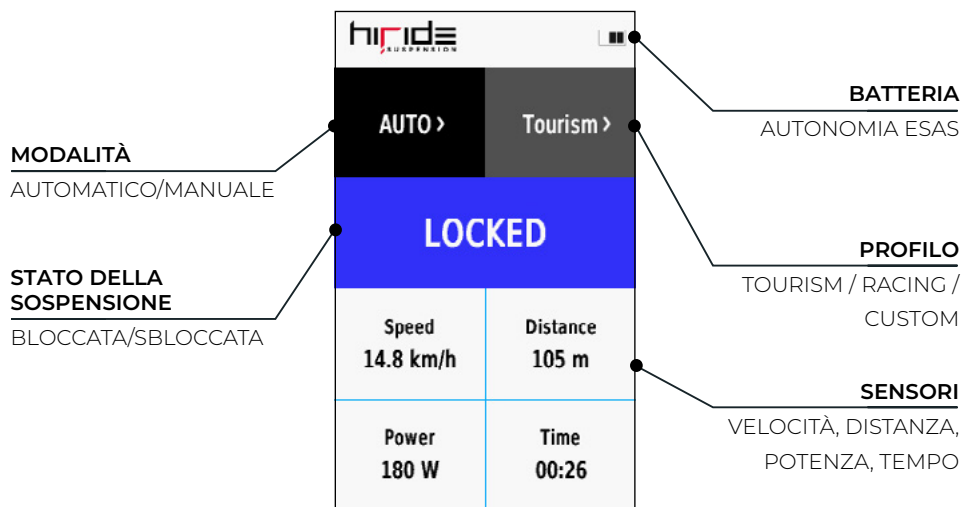 hiride
SUSPENSION
AUTO >
Tourism >
LOCKED
Speed
14.8 km/h
Distance
105 m
Power
180 W
Time
00:26
MODALITÀ
AUTOMATICO/MANUALE
STATO DELLA
SOSPENSIONE
BLOCCATA/SBLOCCATA
BATTERIA
AUTONOMIA ESAS
PROFILO
TOURISM / RACING /
CUSTOM
SENSORI
VELOCITÀ, DISTANZA,
POTENZA, TEMPO